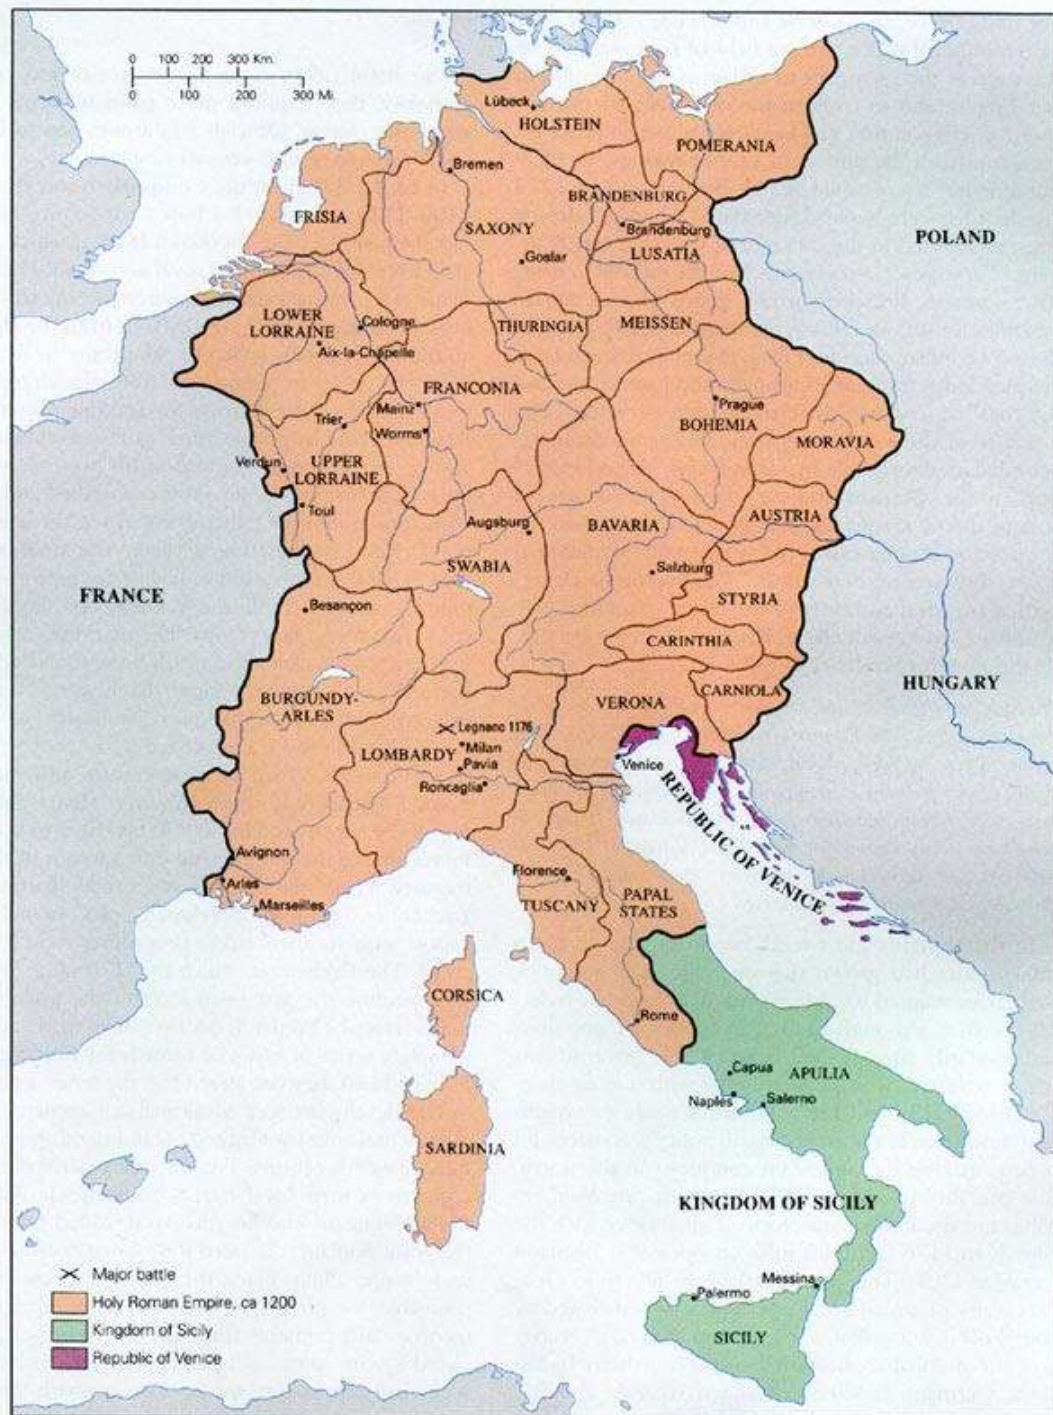 0 100 200 300 Km.
0 100 200 300 Mi.
Lübeck
HOLSTEIN
POMERANIA
Bremen
BRANDENBURG
FRISIA
SAXONY
Brandenburg
POLAND
Goslar
LUSATIA
LOWER
LORRAINE
Cologne
THURINGIA
MEISSEN
Aix-la-Chapelle
FRANCONIA
Mainz
Prague
Trier
Worms
BOHEMIA
MORAVIA
Verdun
UPPER
LORRAINE
Toul
Augsburg
BAVARIA
AUSTRIA
SWABIA
Salzburg
FRANCE
Besançon
STYRIA
CARINTHIA
HUNGARY
BURGUNDY-
ARLES
VERONA
CARNIOLA
Legnano 1176
LOMBARDY
Milan
Pavia
Venice
Roncaglia
REPUBLIC OF VENICE
Avignon
Florence
Arles
Marseilles
TUSCANY
PAPAL
STATES
CORSICA
Rome
Capua
APULIA
Naples
Salerno
SARDINIA
KINGDOM OF SICILY
Messina
Palermo
SICILY
Major battle
Holy Roman Empire, ca 1200
Kingdom of Sicily
Republic of Venice